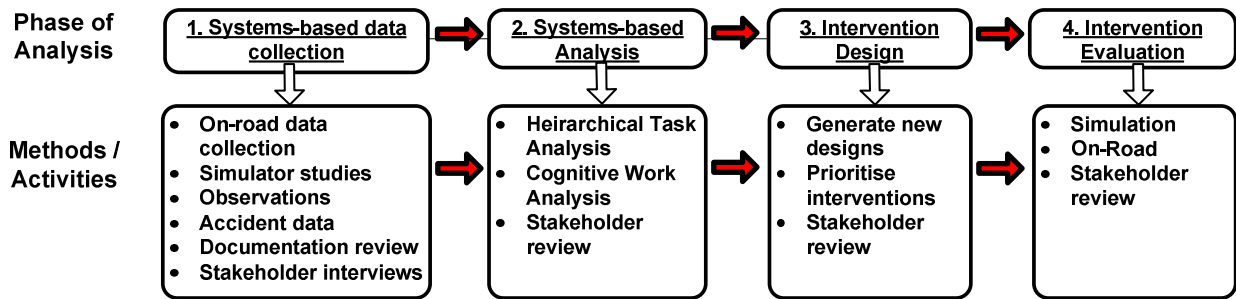 Phase of
Analysis
1. Systems-based data
collection
2. Systems-based
Analysis
3. Intervention
Design
4. Intervention
Evaluation
Methods /
Activities
• On-road data
collection
• Simulator studies
• Observations
• Accident data
• Documentation review
• Stakeholder interviews
• Heirarchical Task
Analysis
• Cognitive Work
Analysis
• Stakeholder
review
• Generate new
designs
• Prioritise
interventions
• Stakeholder
review
• Simulation
• On-Road
• Stakeholder
review